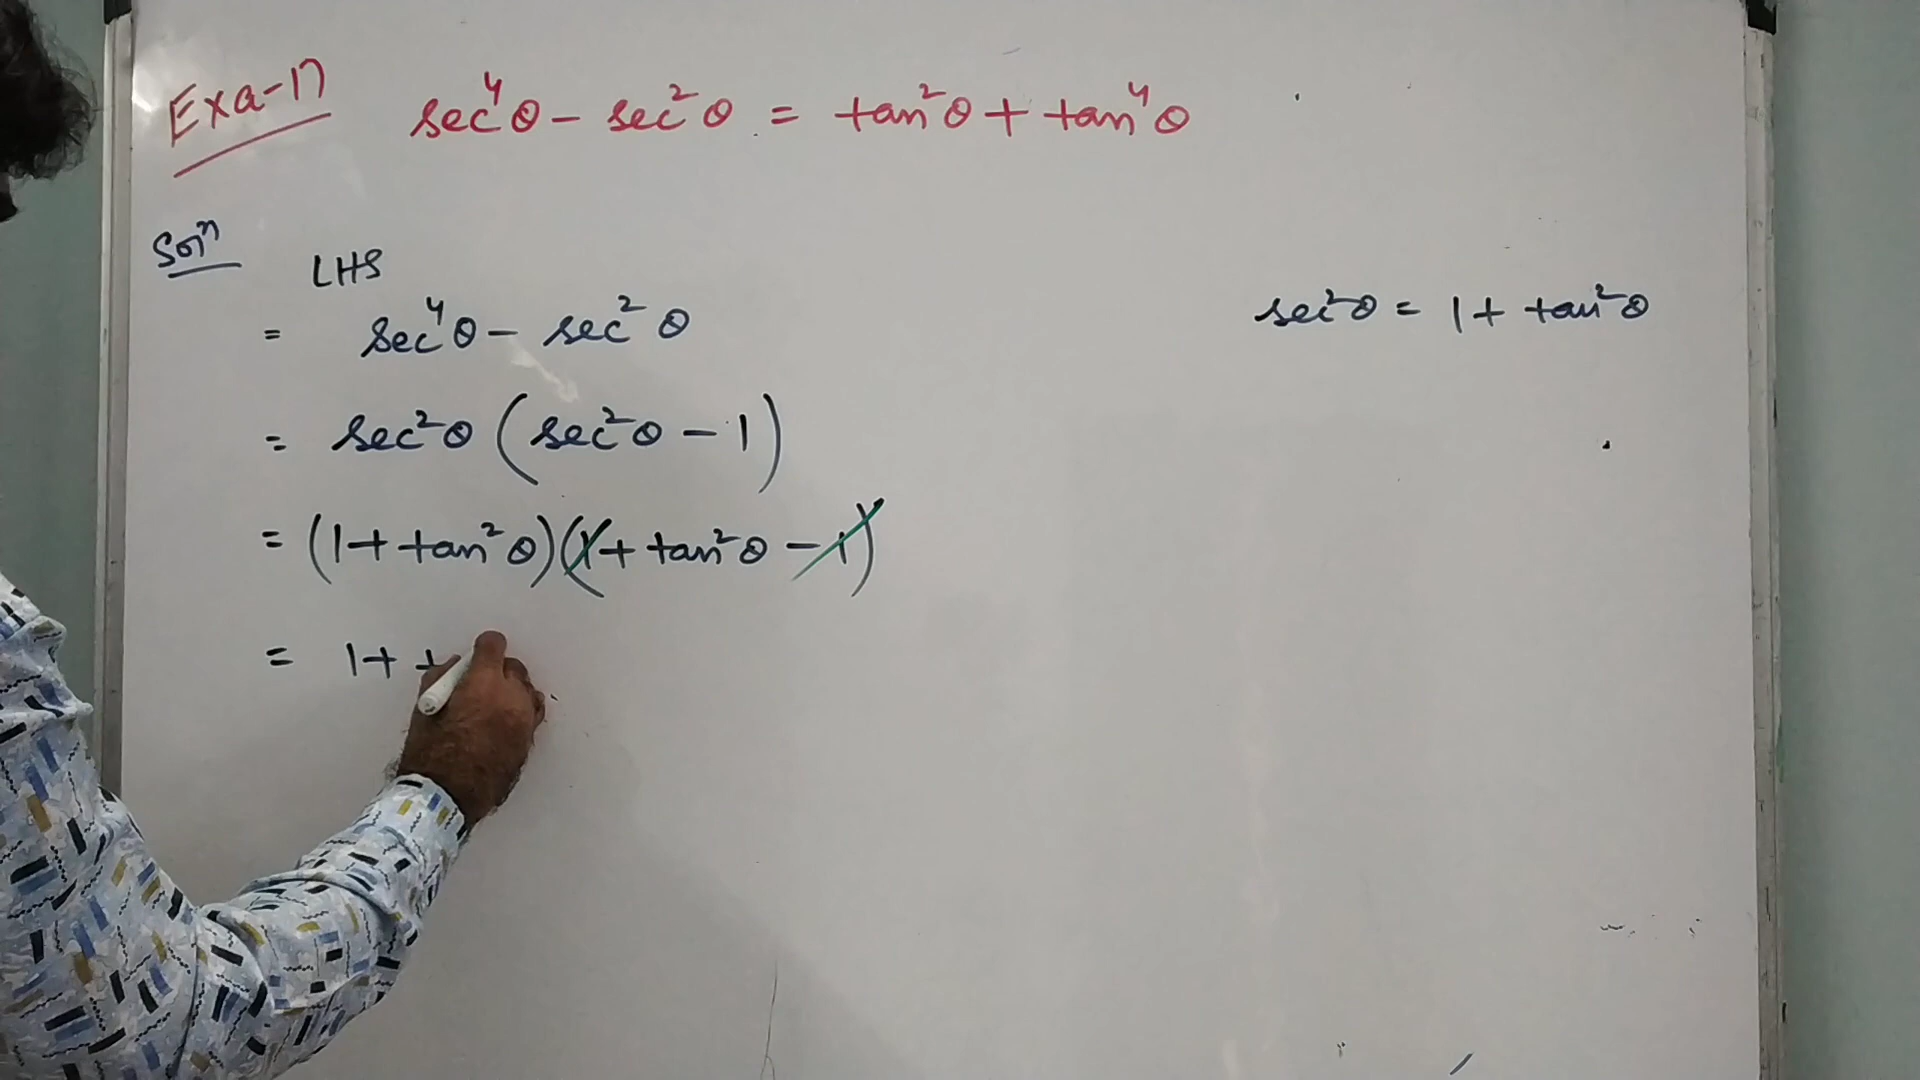 Exa-17 sec⁴θ - sec²θ = tan²θ + tan⁴θ
Solⁿ
LHS
= sec⁴θ - sec²θ
sec²θ = 1 + tan²θ
= sec²θ (sec²θ - 1)
= (1 + tan²θ)(1 + tan²θ - 1)
= 1 + t